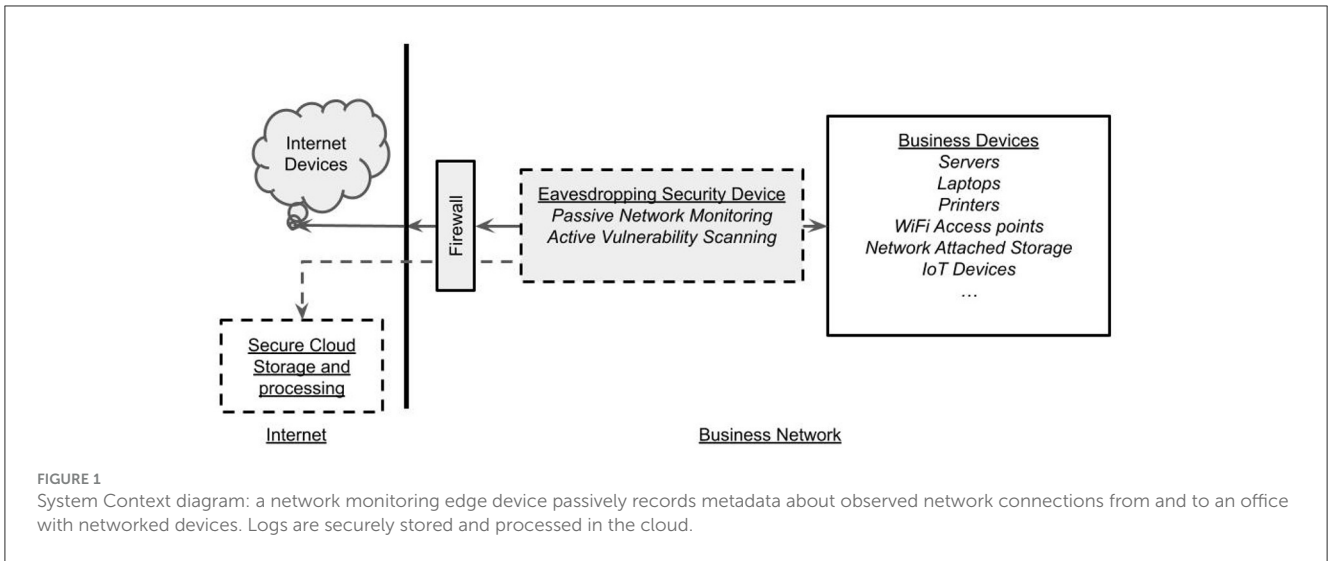 Internet
Devices
Firewall
Eavesdropping Security Device
Passive Network Monitoring
Active Vulnerability Scanning
Business Devices
Servers
Laptops
Printers
WiFi Access points
Network Attached Storage
IoT Devices
...
Secure Cloud
Storage and
processing
Internet
Business Network
FIGURE 1
System Context diagram: a network monitoring edge device passively records metadata about observed network connections from and to an office
with networked devices. Logs are securely stored and processed in the cloud.